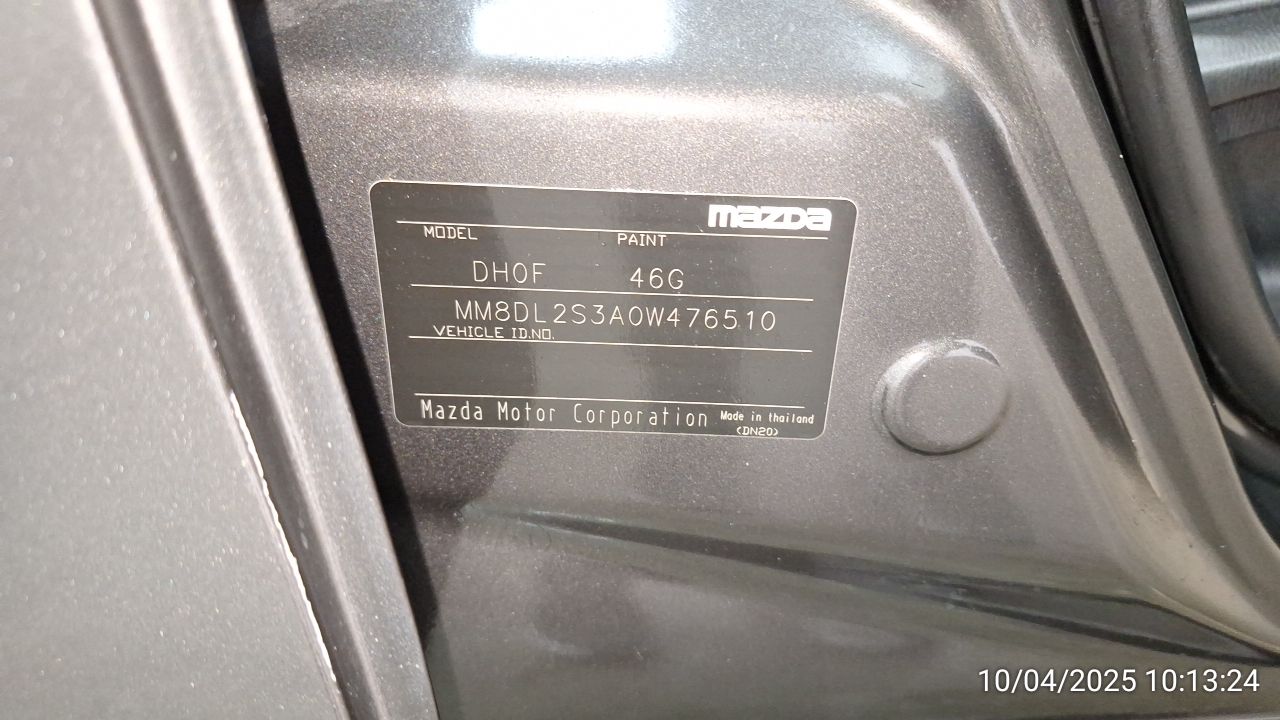 mazda
MODEL PAINT
DH0F 46G
MM8DL2S3A0W476510
VEHICLE ID.NO.
Mazda Motor Corporation Made in thailand
<DN20>
10/04/2025 10:13:24